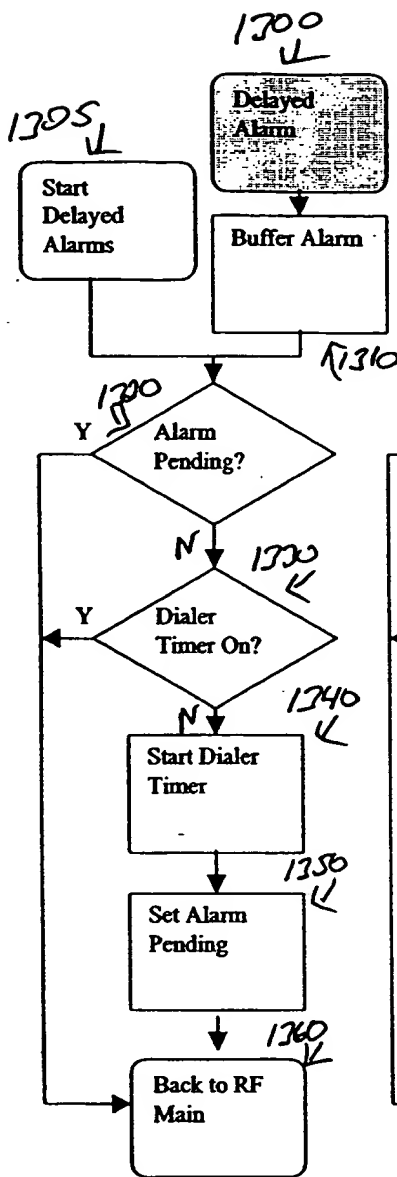 1300
Delayed
Alarm
1305
Start
Delayed
Alarms
Buffer Alarm
1310
1320
Y
Alarm
Pending?
N
1330
Y
Dialer
Timer On?
N
1340
Start Dialer
Timer
1350
Set Alarm
Pending
1360
Back to RF
Main